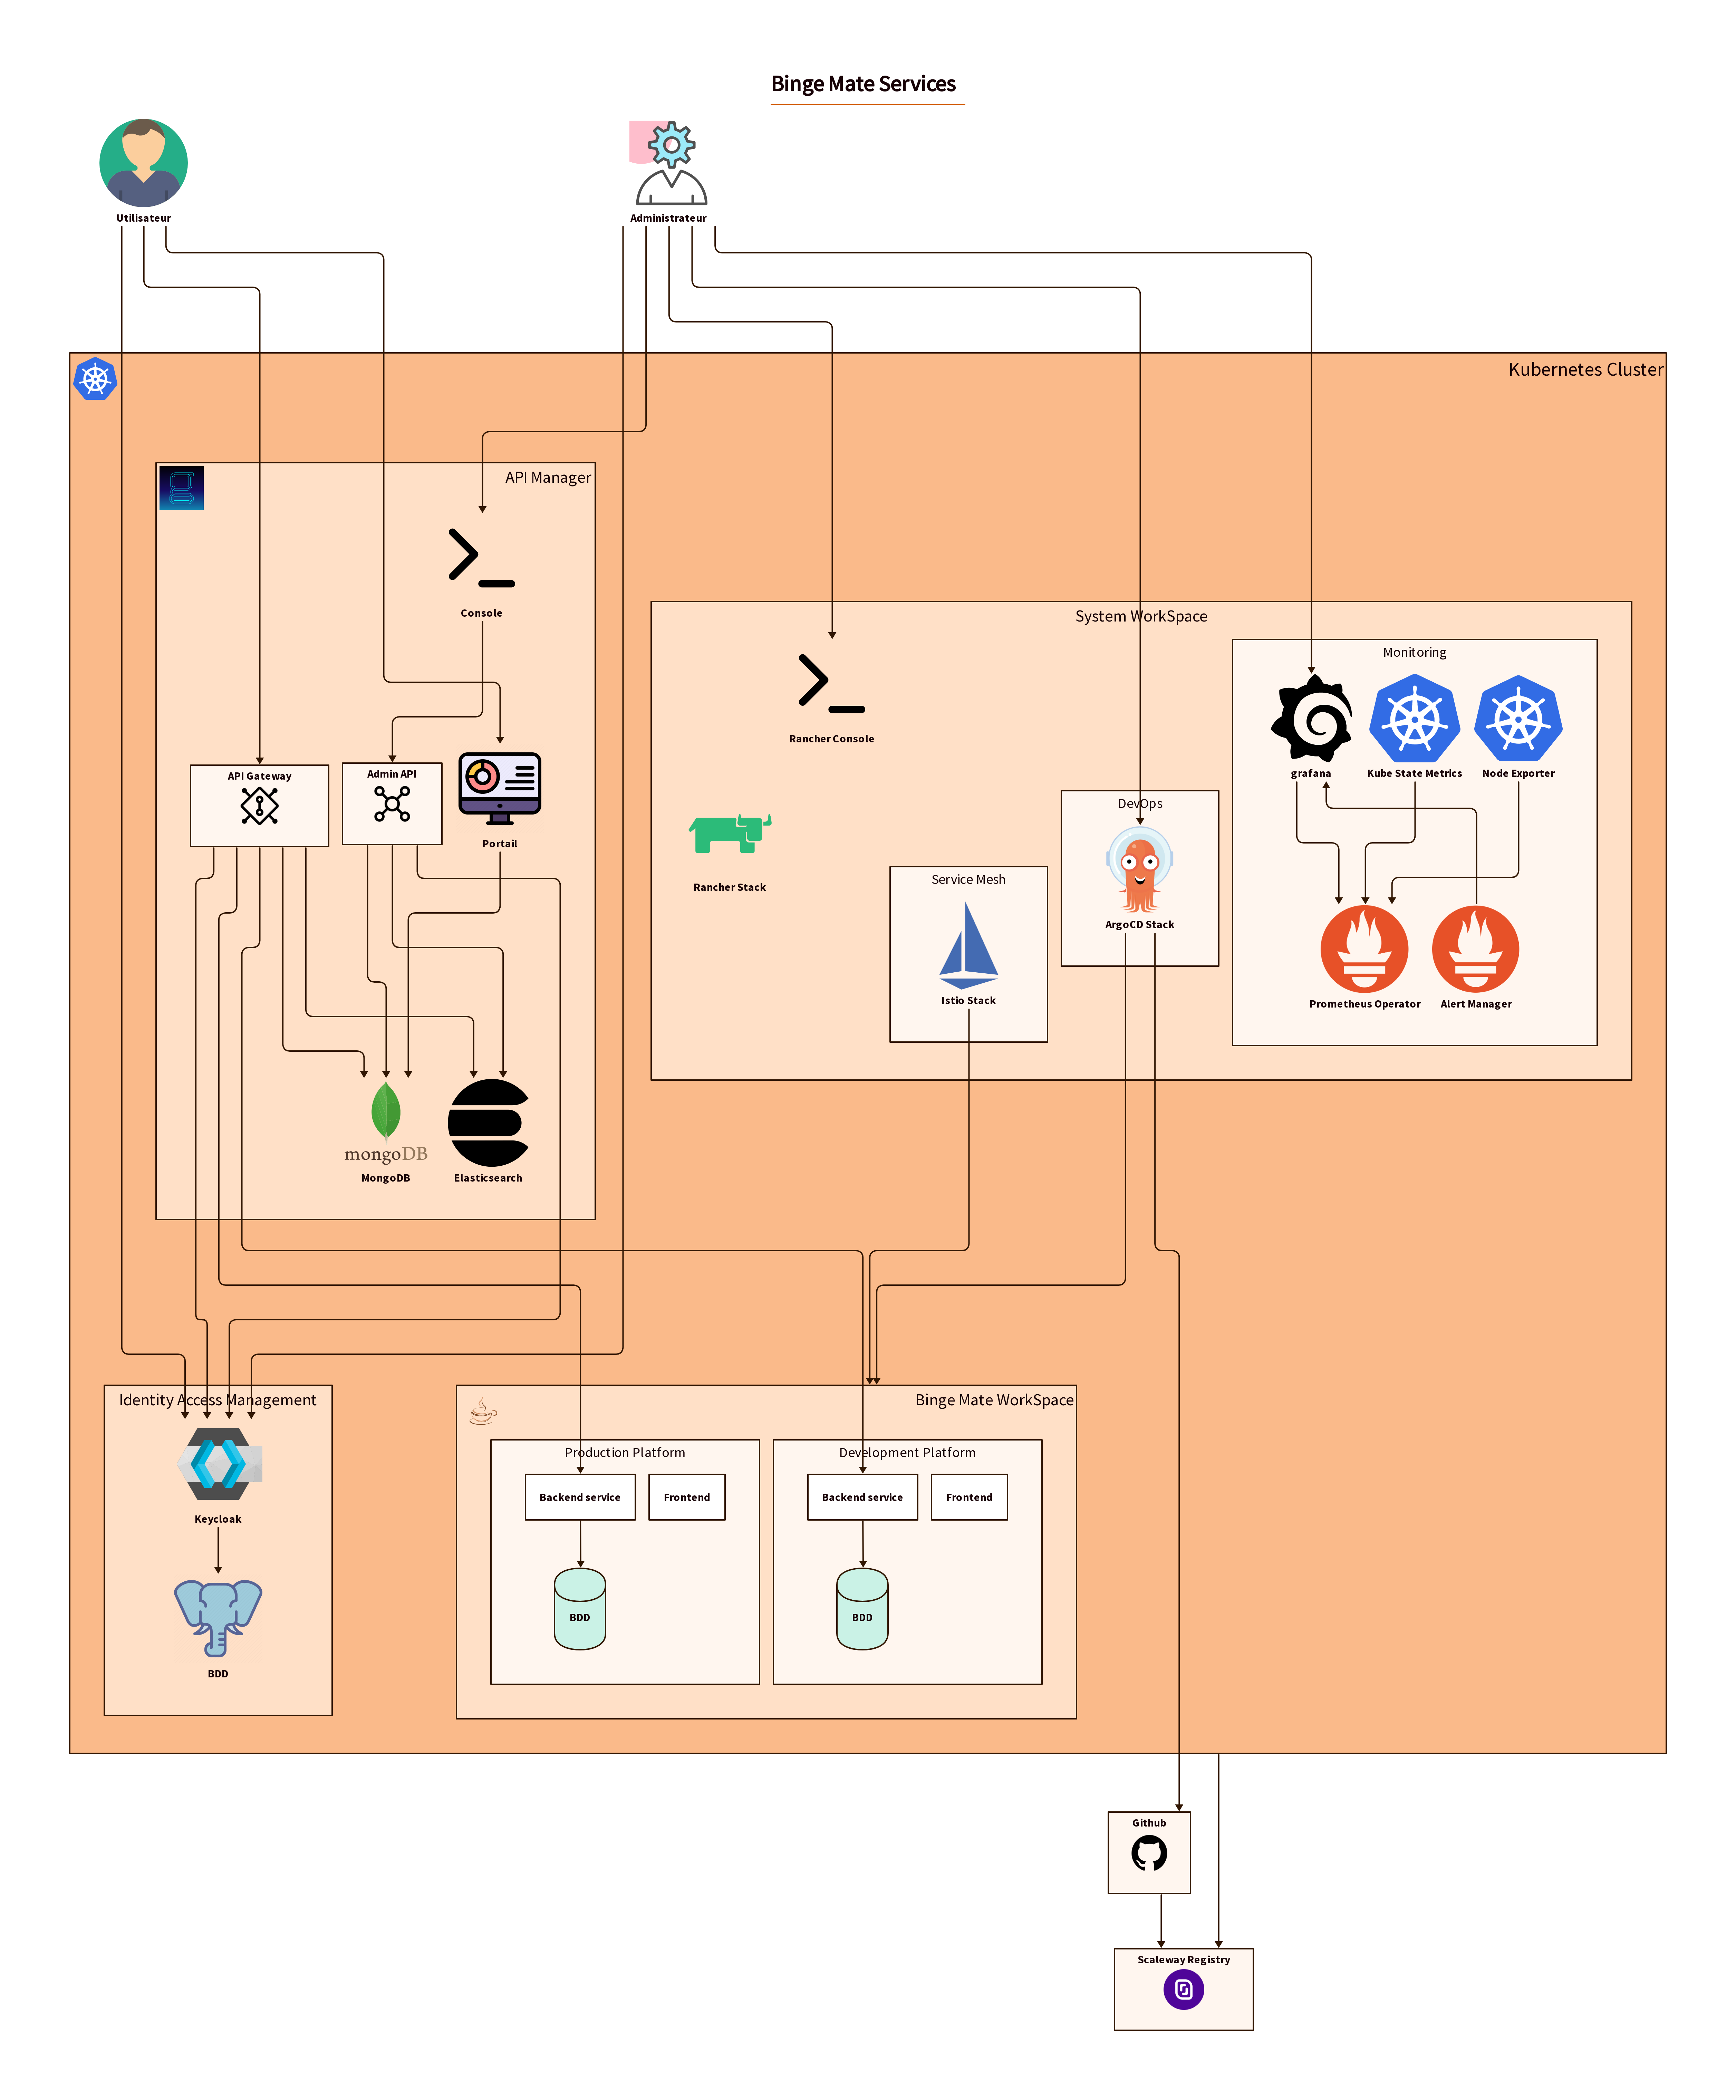 Binge Mate Services
Utilisateur
Administrateur
Kubernetes Cluster
API Manager
Console
System WorkSpace
Monitoring
Rancher Console
grafana
Kube State Metrics
Node Exporter
API Gateway
Admin API
Portail
DevOps
Rancher Stack
Service Mesh
ArgoCD Stack
Istio Stack
Prometheus Operator
Alert Manager
mongoDB
MongoDB
Elasticsearch
Identity Access Management
Binge Mate WorkSpace
Production Platform
Development Platform
Backend service
Frontend
Backend service
Frontend
Keycloak
BDD
BDD
BDD
Github
Scaleway Registry